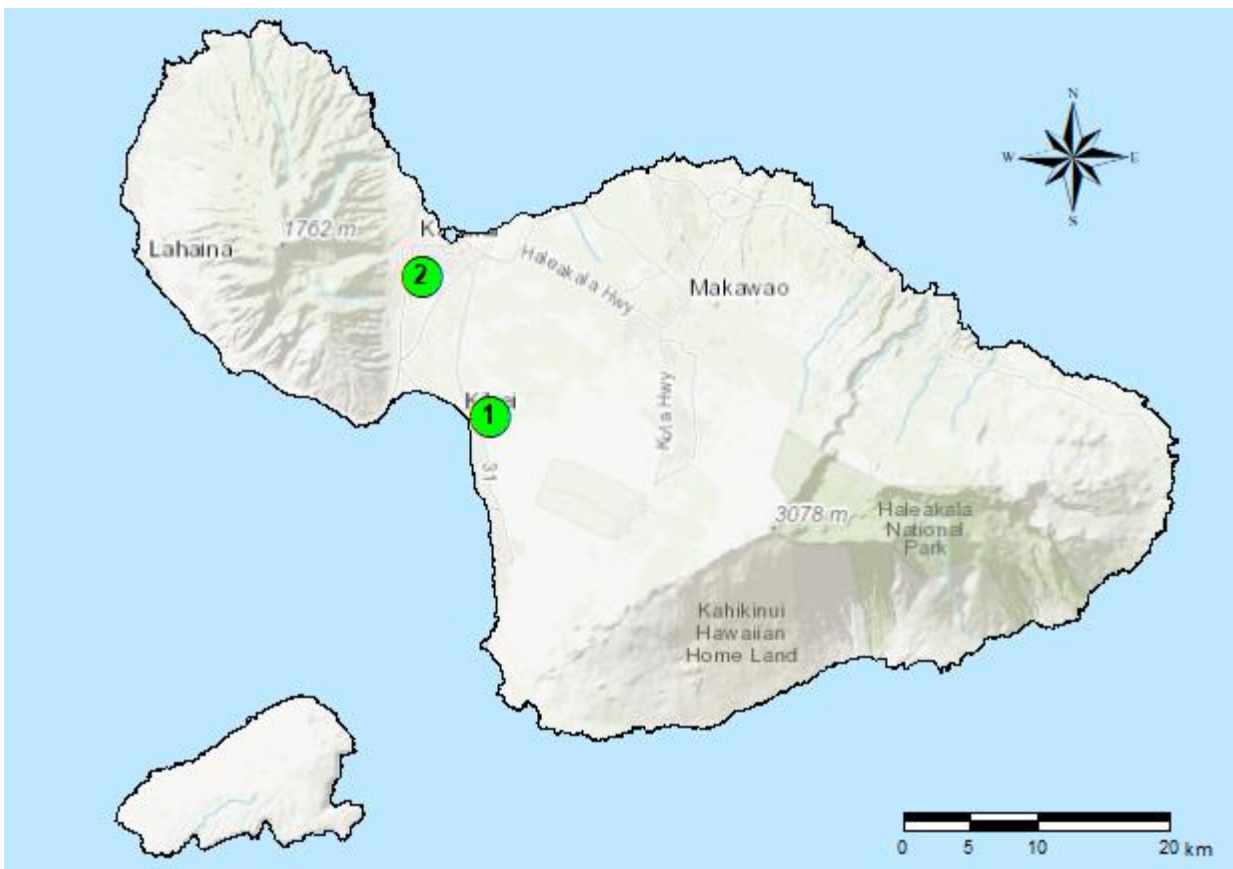 N
W E
S
1762 m
Lahaina
2
Haleakala Hwy
Makawao
1
31
Kula Hwy
3078 m
Haleakala
National
Park
Kahikinui
Hawaiian
Home Land
0 5 10 20 km